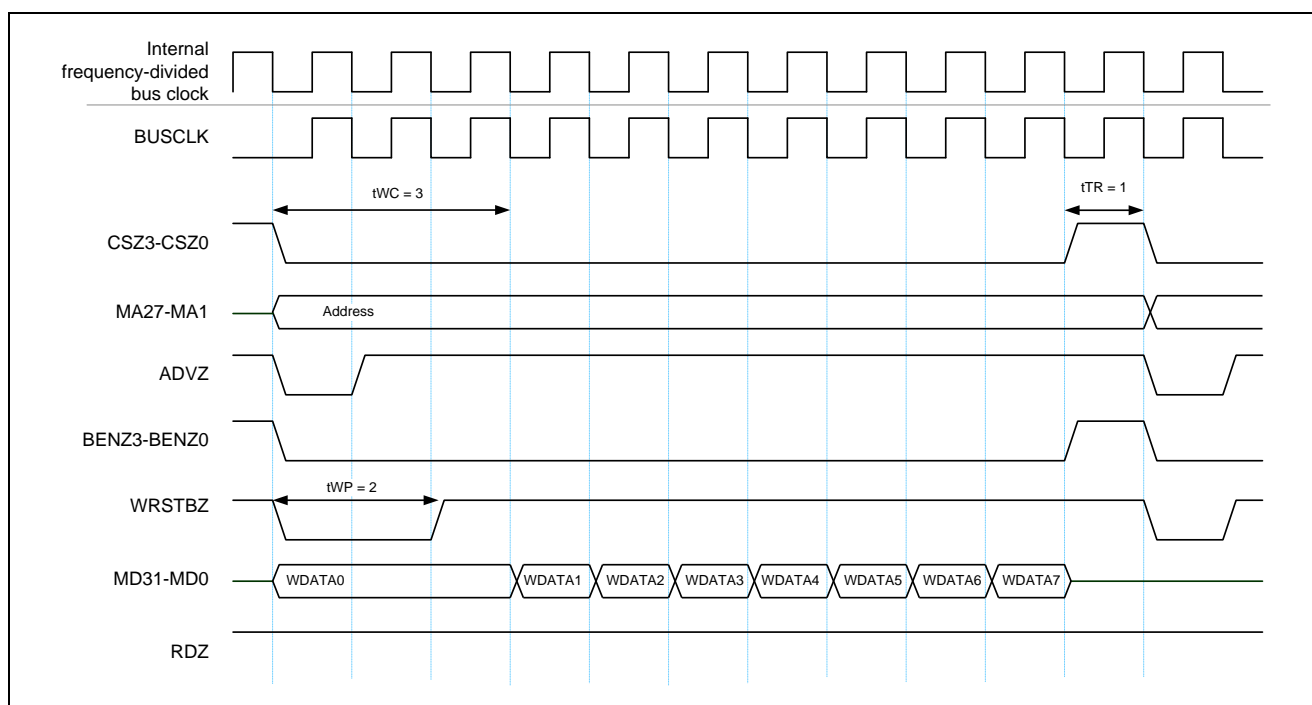 Internal
frequency-divided
bus clock
BUSCLK
tWC = 3
tTR = 1
CSZ3-CSZ0
MA27-MA1
Address
ADVZ
BENZ3-BENZ0
tWP = 2
WRSTBZ
MD31-MD0
WDATA0 WDATA1 WDATA2 WDATA3 WDATA4 WDATA5 WDATA6 WDATA7
RDZ